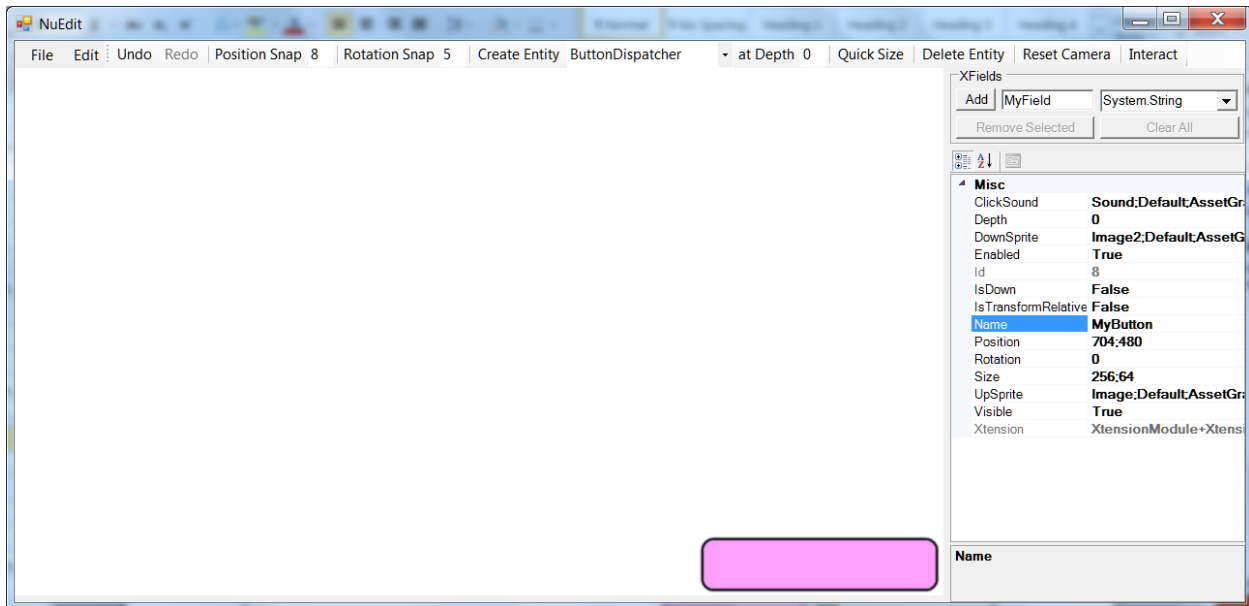 NuEdit
File Edit Undo Redo Position Snap 8 Rotation Snap 5 Create Entity ButtonDispatcher at Depth 0 Quick Size Delete Entity Reset Camera Interact
XFields
Add MyField System.String
Remove Selected Clear All
Misc
ClickSound Sound;Default;AssetGr
Depth 0
DownSprite Image2;Default;AssetG
Enabled True
Id 8
IsDown False
IsTransformRelative False
Name MyButton
Position 704;480
Rotation 0
Size 256;64
UpSprite Image;Default;AssetGr
Visible True
Xtension XtensionModule+Xtensi
Name